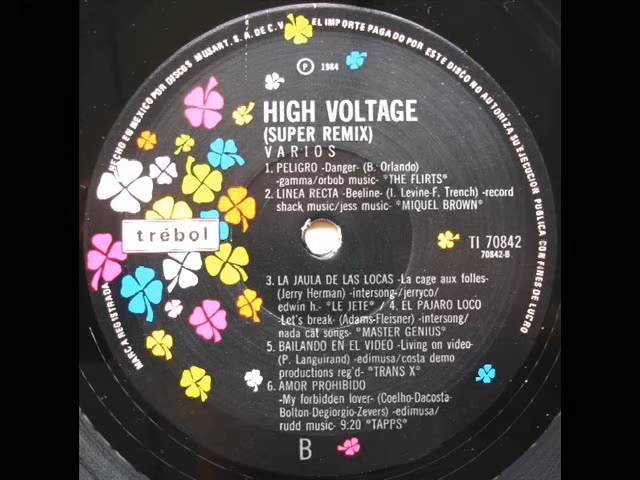 HECHO EN MEXICO POR DISCOS MUSART, S. A. DE C. V. EL IMPORTE PAGADO POR ESTE DISCO NO AUTORIZA SU EJECUCION PUBLICA CON FINES DE LUCRO
Ⓟ 1984
HIGH VOLTAGE
(SUPER REMIX)
VARIOS
1. PELIGRO -Danger- (B. Orlando)
-gamma/orbob music- *THE FLIRTS*
2. LINEA RECTA -Beeline- (I. Levine-F. Trench) -record
shack music/jess music- *MIQUEL BROWN*
trébol
TI 70842
70842-B
3. LA JAULA DE LAS LOCAS -La cage aux folles-
(Jerry Herman) -intersong-/jerryco/
edwin h.- *LE JETE* / 4. EL PAJARO LOCO
-Let's break- (Adams-Fleisner) -intersong/
nada cat songs- *MASTER GENIUS*
5. BAILANDO EN EL VIDEO -Living on video-
(P. Languirand) -edimusa/costa demo
productions reg'd- *TRANS X*
6. AMOR PROHIBIDO
-My forbidden lover- (Coelho-Dacosta-
Bolton-Degiorgio-Zevers) -edimusa/
rudd music- 9:20 *TAPPS*
MARCA REGISTRADA
B